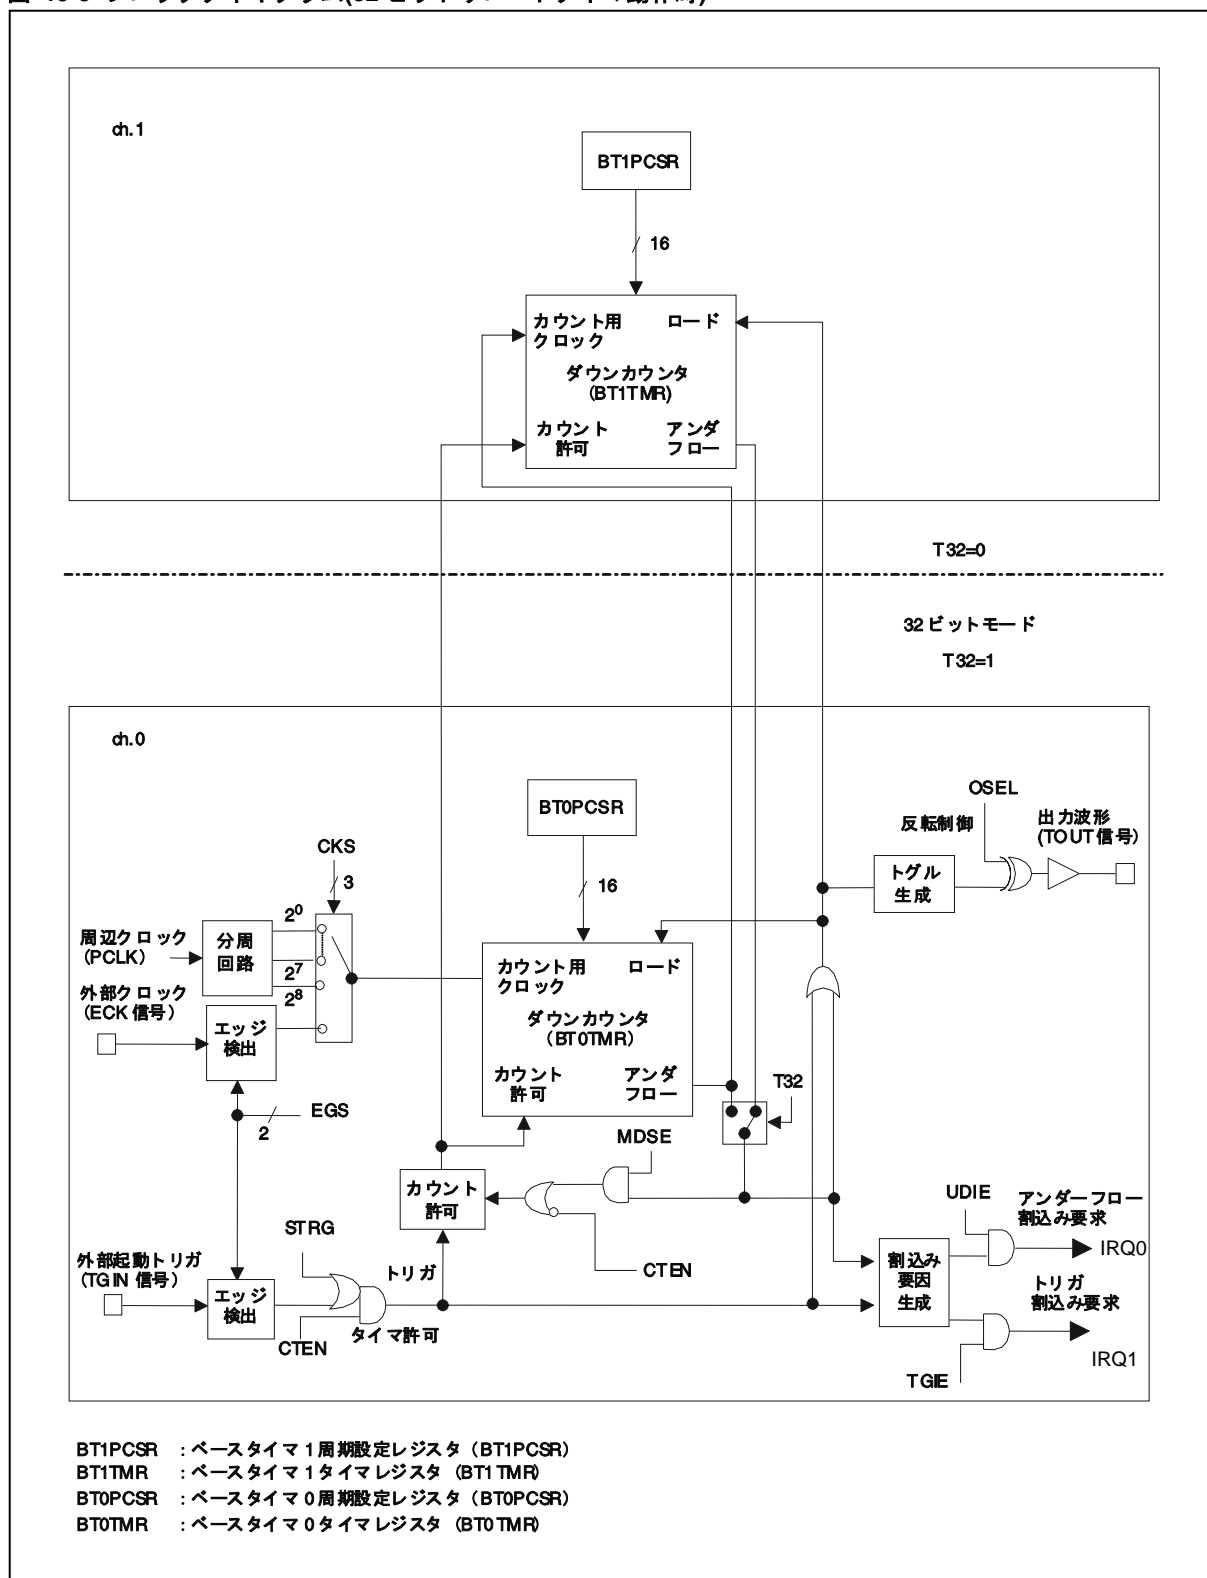 ch.1
BT1PCSR
16
カウント用
クロック
ロード
ダウンカウンタ
(BT1TMR)
カウント
許可
アンダ
フロー
T32=0
32ビットモード
T32=1
ch.0
BT0PCSR
16
CKS
3
OSEL
反転制御
出力波形
(TOUT信号)
トグル
生成
周辺クロック
(PCLK)
分周
回路
2⁰
2⁷
2⁸
外部クロック
(ECK信号)
エッジ
検出
カウント用
クロック
ロード
ダウンカウンタ
(BT0TMR)
カウント
許可
アンダ
フロー
T32
EGS
2
MDSE
カウント
許可
CTEN
STRG
トリガ
外部起動トリガ
(TGIN信号)
エッジ
検出
CTEN
タイマ許可
UDIE
アンダーフロー
割込み要求
IRQ0
割込み
要因
生成
トリガ
割込み要求
IRQ1
TGIE
BT1PCSR :ベースタイマ1周期設定レジスタ(BT1PCSR)
BT1TMR :ベースタイマ1タイマレジスタ(BT1TMR)
BT0PCSR :ベースタイマ0周期設定レジスタ(BT0PCSR)
BT0TMR :ベースタイマ0タイマレジスタ(BT0TMR)